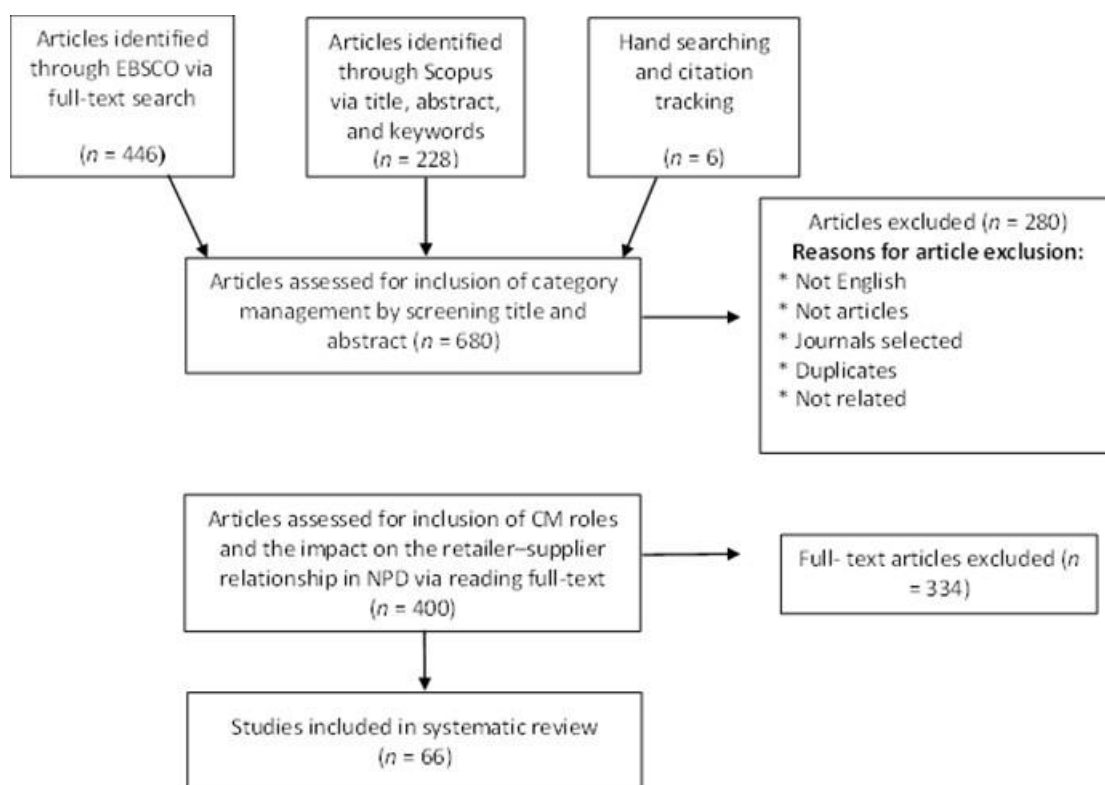 Articles identified
through EBSCO via
full-text search
(n = 446)
Articles identified
through Scopus
via title, abstract,
and keywords
(n = 228)
Hand searching
and citation
tracking
(n = 6)
Articles assessed for inclusion of category
management by screening title and
abstract (n = 680)
Articles excluded (n = 280)
Reasons for article exclusion:
* Not English
* Not articles
* Journals selected
* Duplicates
* Not related
Articles assessed for inclusion of CM roles
and the impact on the retailer–supplier
relationship in NPD via reading full-text
(n = 400)
Full- text articles excluded (n
= 334)
Studies included in systematic review
(n = 66)